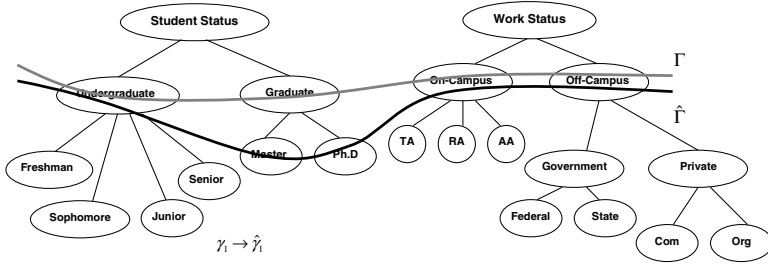 Student Status
Work Status
Γ
Undergraduate
Graduate
On-Campus
Off-Campus
Γ̂
Master
Ph.D
TA
RA
AA
Freshman
Senior
Government
Private
Sophomore
Junior
Federal
State
Com
Org
γ₁ → γ̂₁